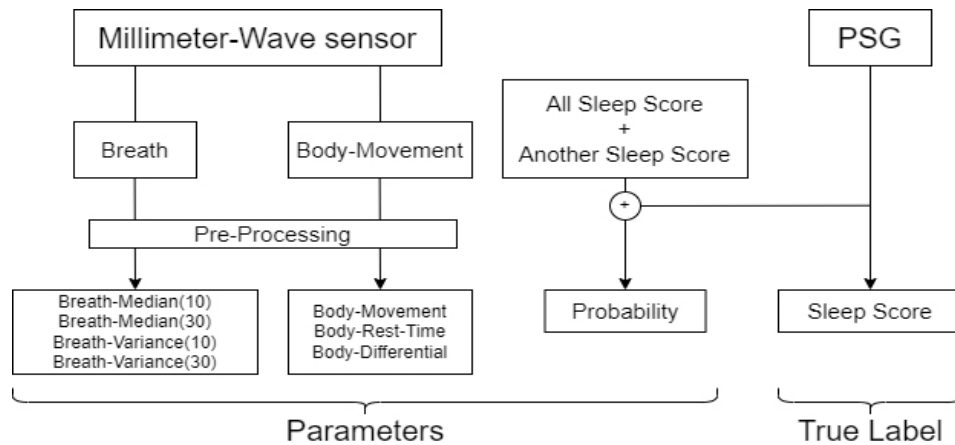 Millimeter-Wave sensor
PSG
All Sleep Score
+
Another Sleep Score
Breath
Body-Movement
+
Pre-Processing
Breath-Median(10)
Breath-Median(30)
Breath-Variance(10)
Breath-Variance(30)
Body-Movement
Body-Rest-Time
Body-Differential
Probability
Sleep Score
Parameters
True Label